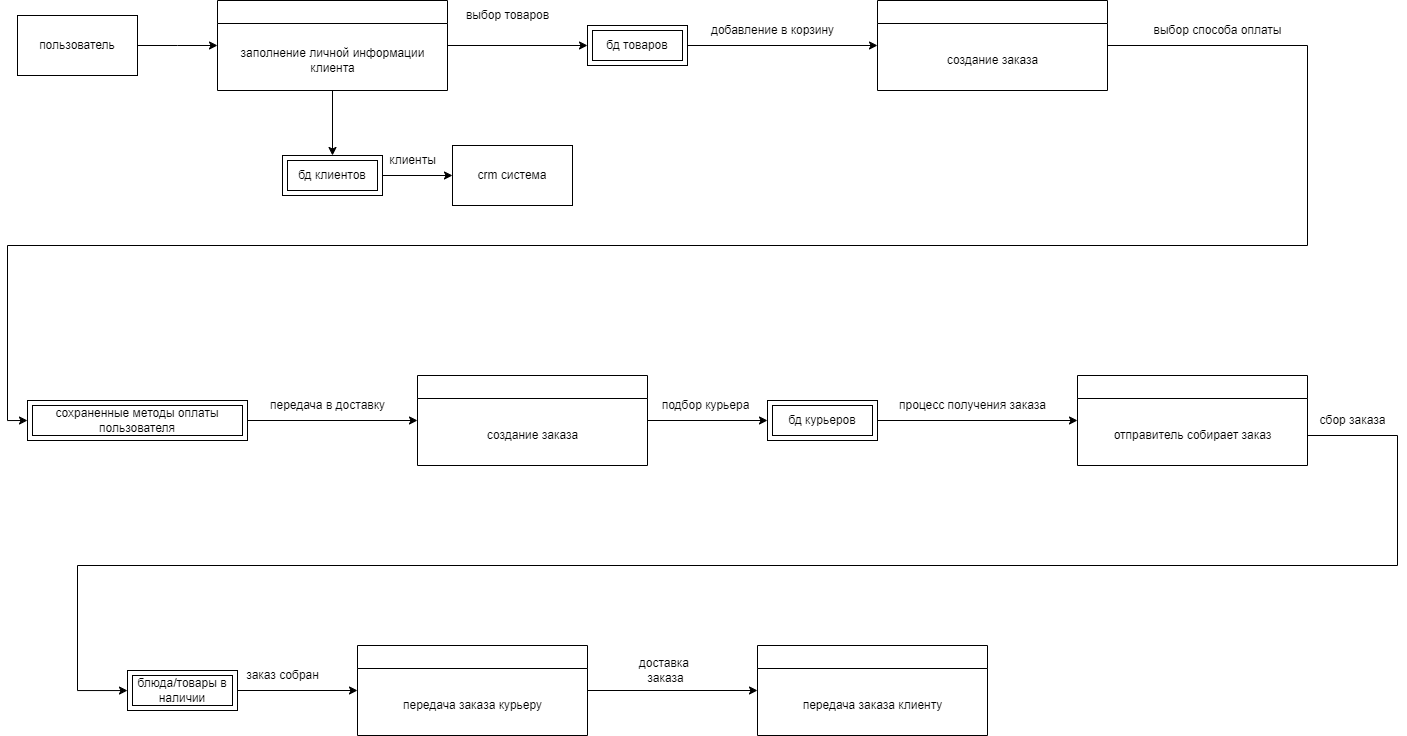 пользователь
заполнение личной информации
клиента
выбор товаров
бд товаров
добавление в корзину
создание заказа
выбор способа оплаты
бд клиентов
клиенты
crm система
сохраненные методы оплаты
пользователя
передача в доставку
создание заказа
подбор курьера
бд курьеров
процесс получения заказа
отправитель собирает заказ
сбор заказа
блюда/товары в
наличии
заказ собран
передача заказа курьеру
доставка
заказа
передача заказа клиенту